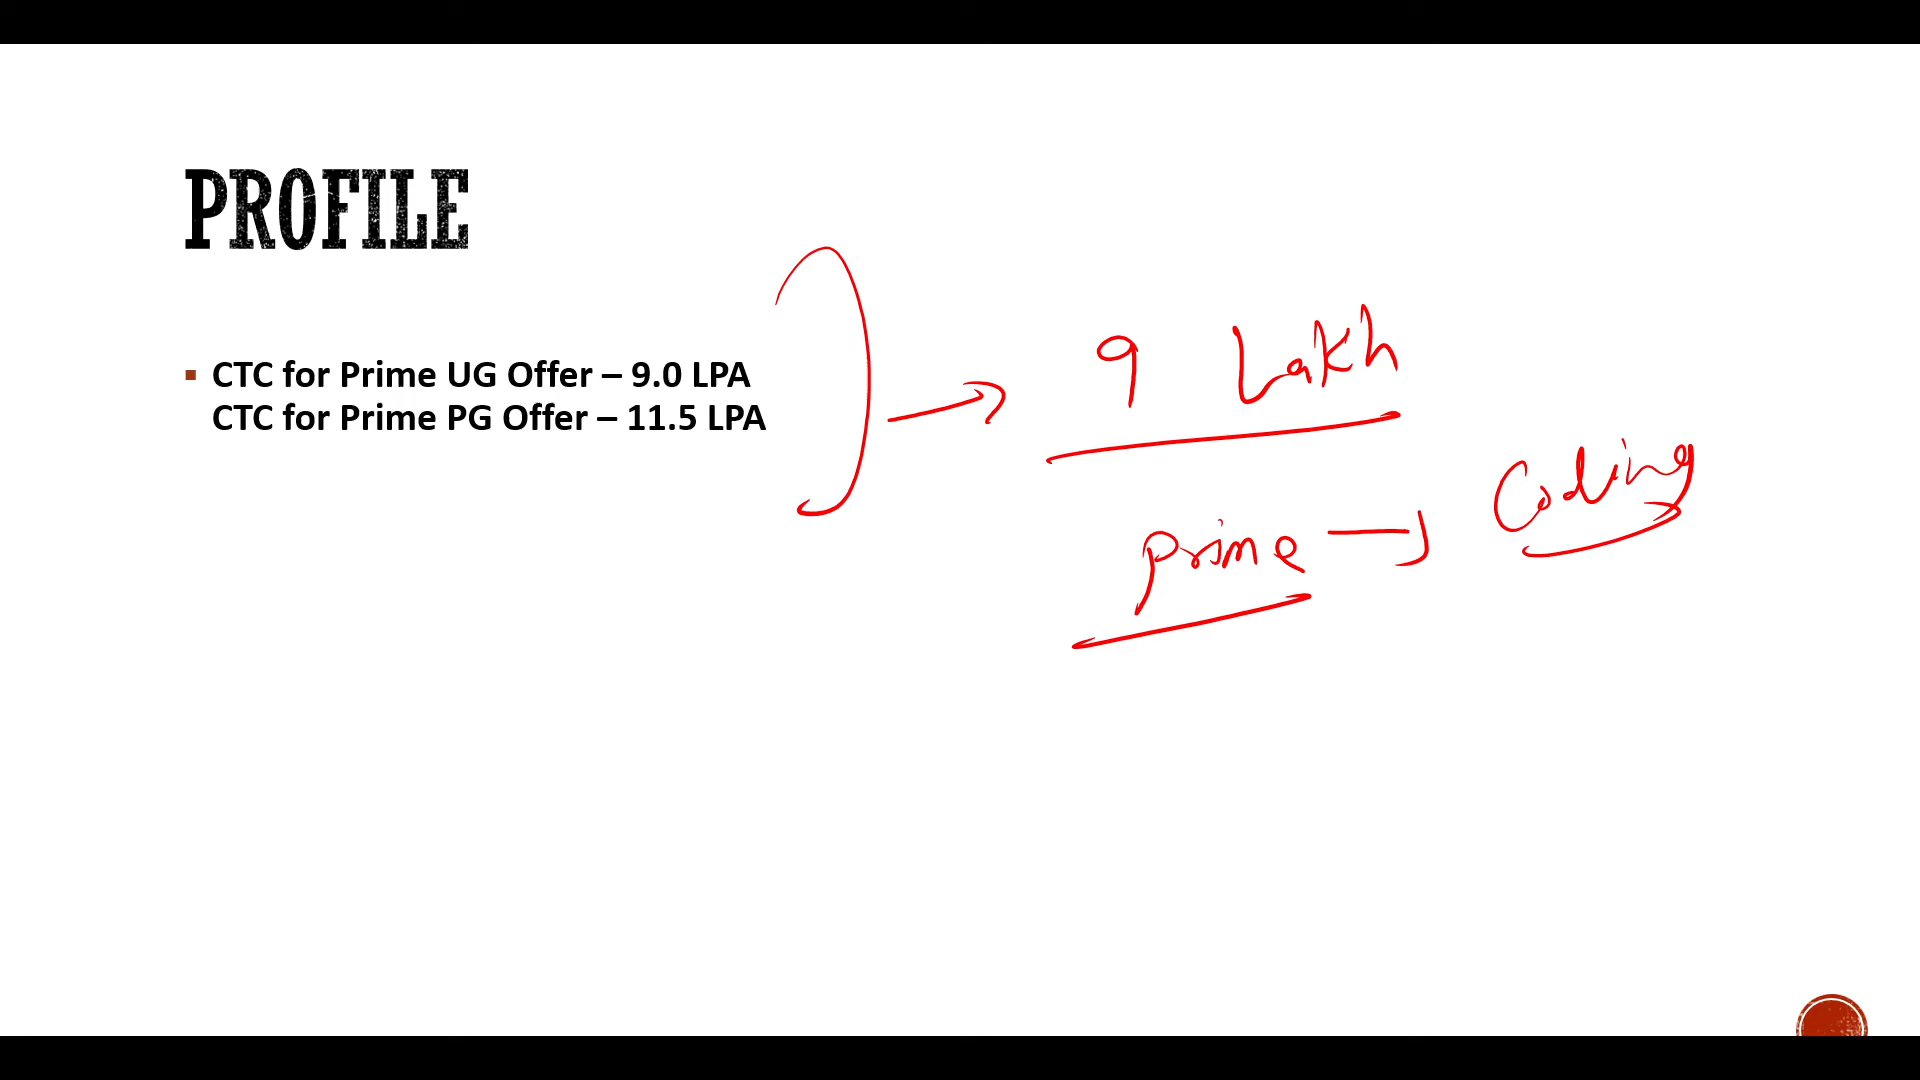 PROFILE
▪ CTC for Prime UG Offer – 9.0 LPA
CTC for Prime PG Offer – 11.5 LPA
9 Lakh
Prime → Coding